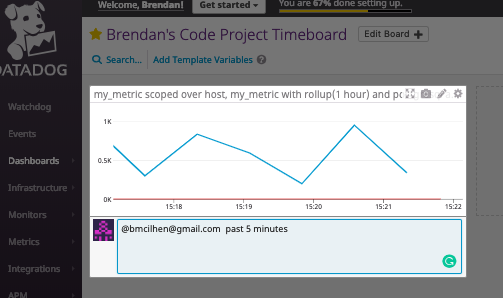 Welcome, Brendan!
Get started
You are 67% done setting up.
DATADOG
Brendan's Code Project Timeboard
Edit Board +
Search...
Add Template Variables
Watchdog
Events
Dashboards
Infrastructure
Monitors
Metrics
Integrations
APM
my_metric scoped over host, my_metric with rollup(1 hour) and
1K
0.5K
0K
15:18
15:19
15:20
15:21
15:22
@bmcilhen@gmail.com past 5 minutes